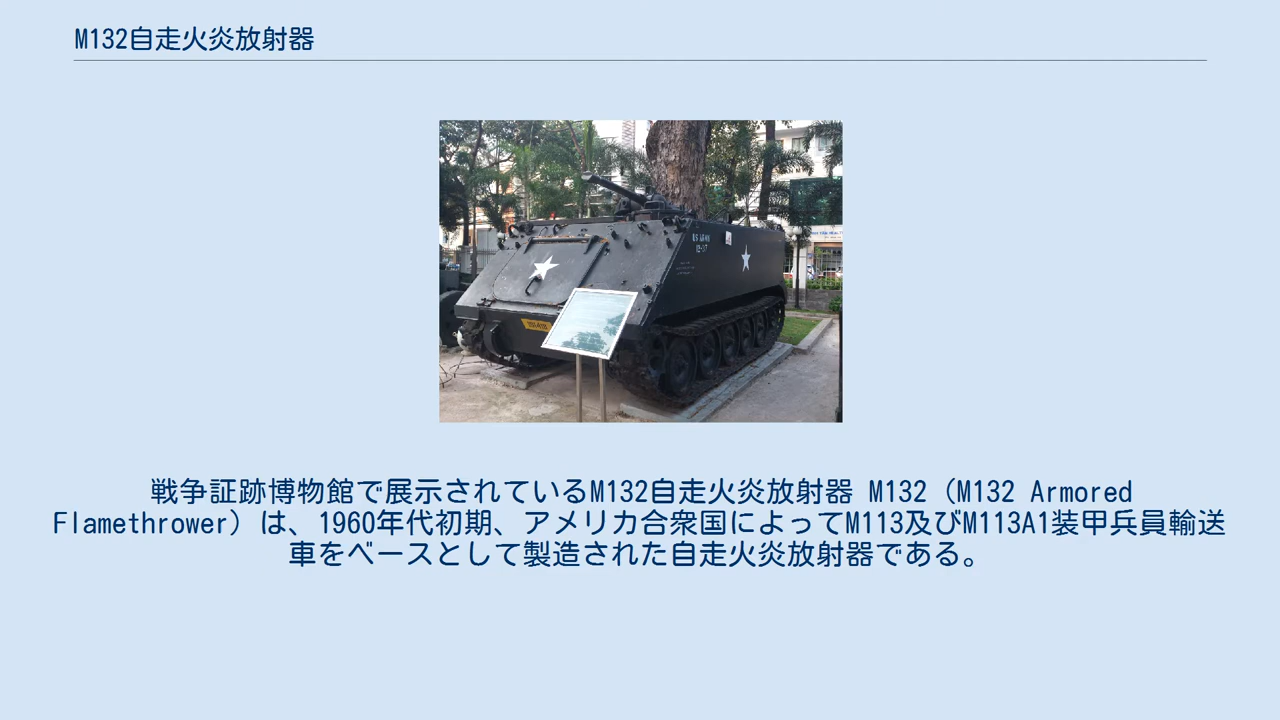 M132自走火炎放射器
US ARMY
戦争証跡博物館で展示されているM132自走火炎放射器 M132（M132 Armored
Flamethrower）は、1960年代初期、アメリカ合衆国によってM113及びM113A1装甲兵員輸送
車をベースとして製造された自走火炎放射器である。